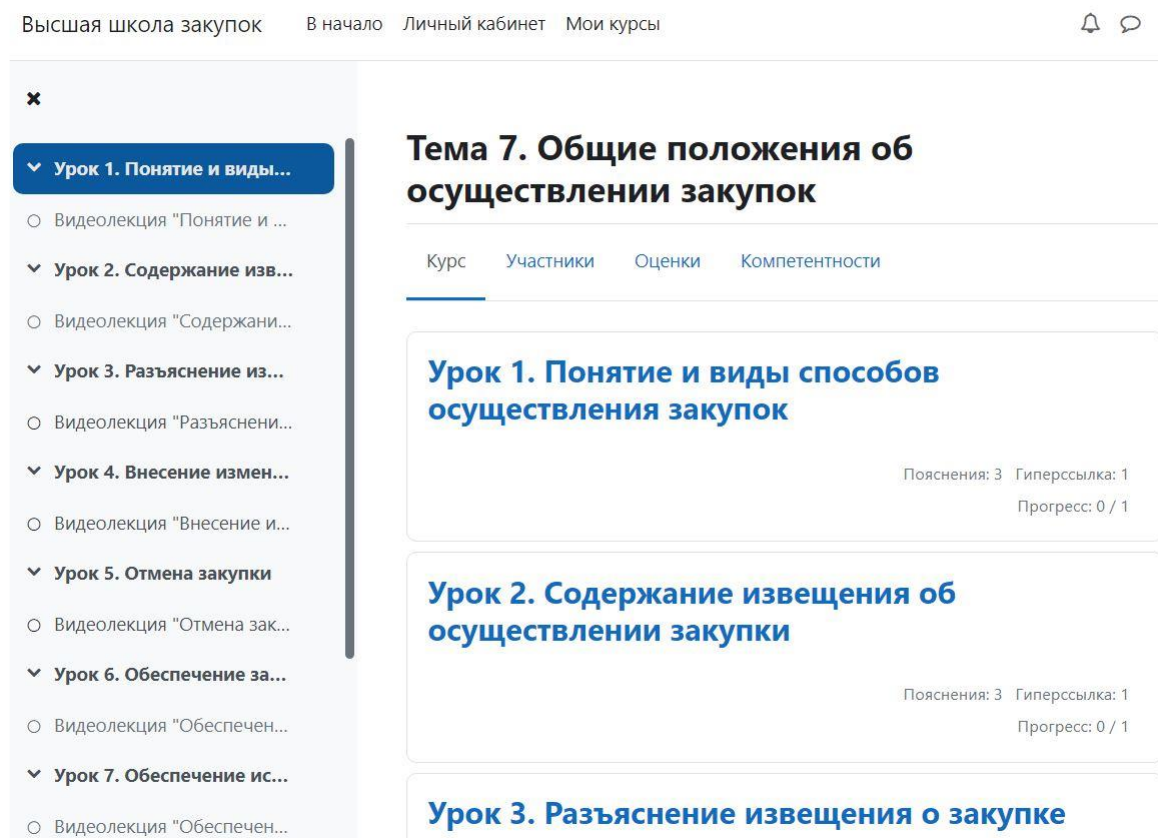 Высшая школа закупок В начало Личный кабинет Мои курсы
Урок 1. Понятие и виды...
Видеолекция "Понятие и ...
Урок 2. Содержание изв...
Видеолекция "Содержани...
Урок 3. Разъяснение из...
Видеолекция "Разъяснени...
Урок 4. Внесение измен...
Видеолекция "Внесение и...
Урок 5. Отмена закупки
Видеолекция "Отмена зак...
Урок 6. Обеспечение за...
Видеолекция "Обеспечен...
Урок 7. Обеспечение ис...
Видеолекция "Обеспечен...
Тема 7. Общие положения об
осуществлении закупок
Курс Участники Оценки Компетентности
Урок 1. Понятие и виды способов
осуществления закупок
Пояснения: 3 Гиперссылка: 1
Прогресс: 0 / 1
Урок 2. Содержание извещения об
осуществлении закупки
Пояснения: 3 Гиперссылка: 1
Прогресс: 0 / 1
Урок 3. Разъяснение извещения о закупке